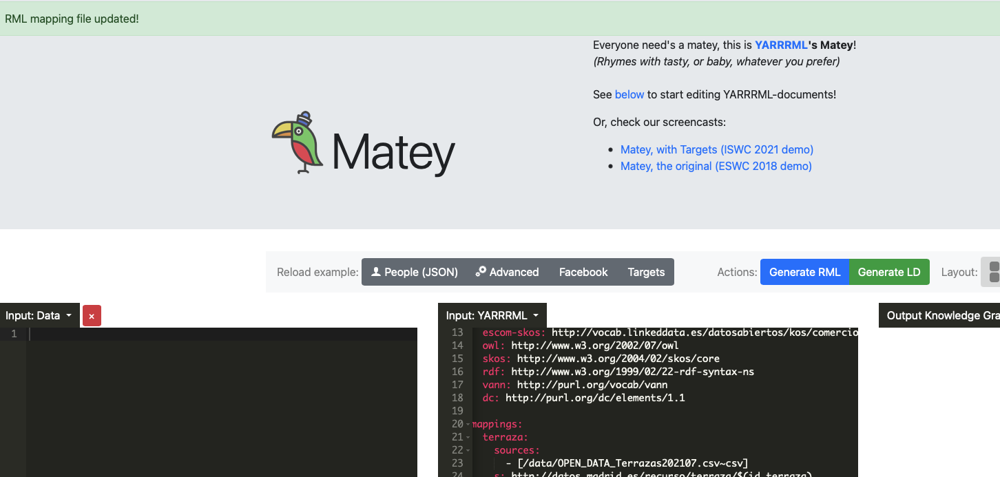 RML mapping file updated!
Everyone need's a matey, this is YARRRML's Matey!
(Rhymes with tasty, or baby, whatever you prefer)
See below to start editing YARRRML-documents!
Or, check our screencasts:
Matey, with Targets (ISWC 2021 demo)
Matey, the original (ESWC 2018 demo)
Matey
Reload example: People (JSON) Advanced Facebook Targets Actions: Generate RML Generate LD Layout:
Input: Data ×
1
Input: YARRRML
13 escom-skos: http://vocab.linkeddata.es/datosabiertos/kos/comercio
14 owl: http://www.w3.org/2002/07/owl
15 skos: http://www.w3.org/2004/02/skos/core
16 rdf: http://www.w3.org/1999/02/22-rdf-syntax-ns
17 vann: http://purl.org/vocab/vann
18 dc: http://purl.org/dc/elements/1.1
19
20 mappings:
21 terraza:
22 sources:
23 - [/data/OPEN_DATA_Terrazas202107.csv~csv]
24 s: http://datos.madrid.es/recurso/terraza/$(id_terraza)
Output Knowledge Gra